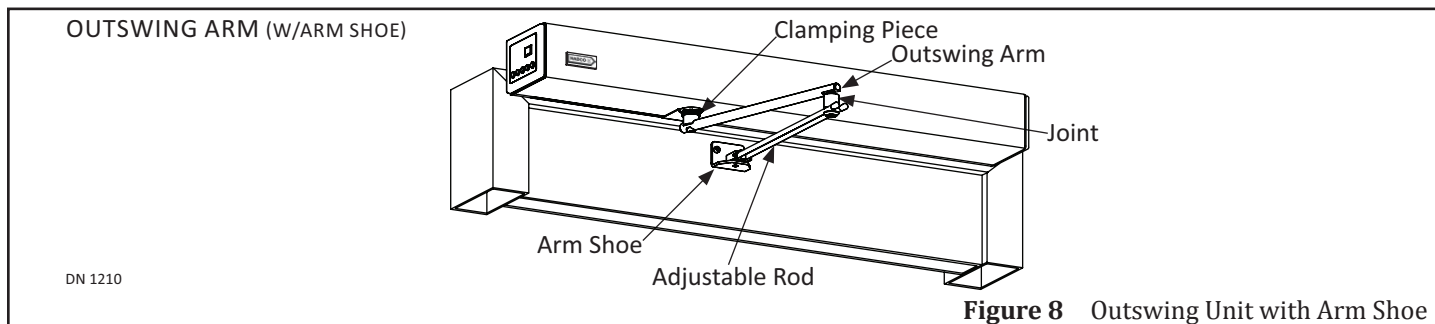 OUTSWING ARM (W/ARM SHOE)
Clamping Piece
Outswing Arm
Joint
Arm Shoe
Adjustable Rod
DN 1210
Figure 8 Outswing Unit with Arm Shoe